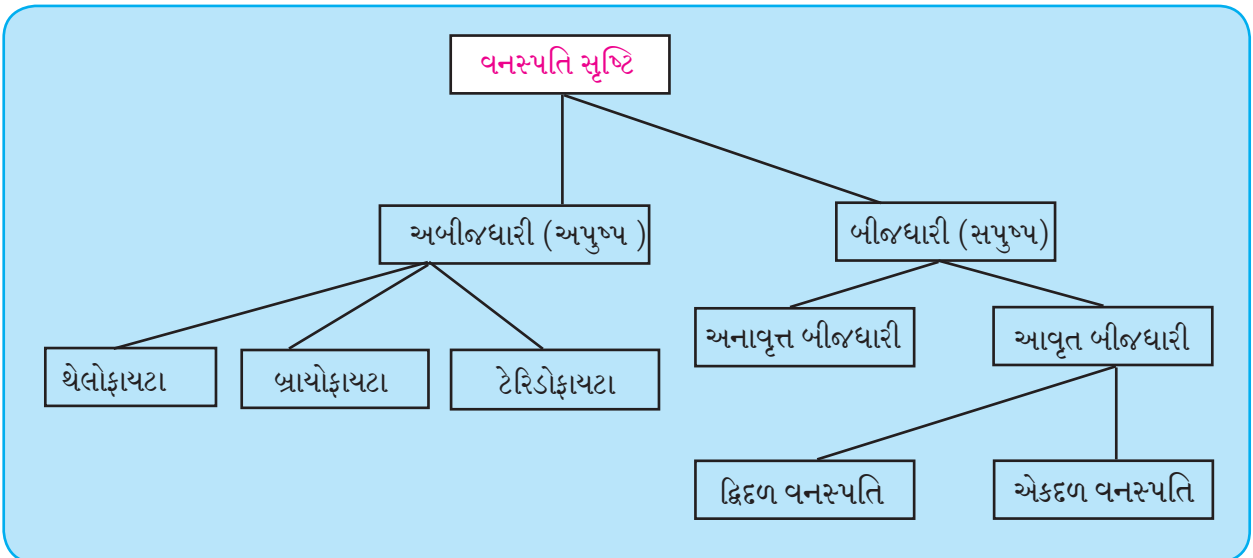 વનસ્પતિ સૃષ્ટિ
અબીજધારી (અપુષ્પ )
બીજધારી (સપુષ્પ)
અનાવૃત્ત બીજધારી
આવૃત બીજધારી
થેલોફાયટા
બ્રાયોફાયટા
ટેરિડોફાયટા
દ્વિદળ વનસ્પતિ
એકદળ વનસ્પતિ